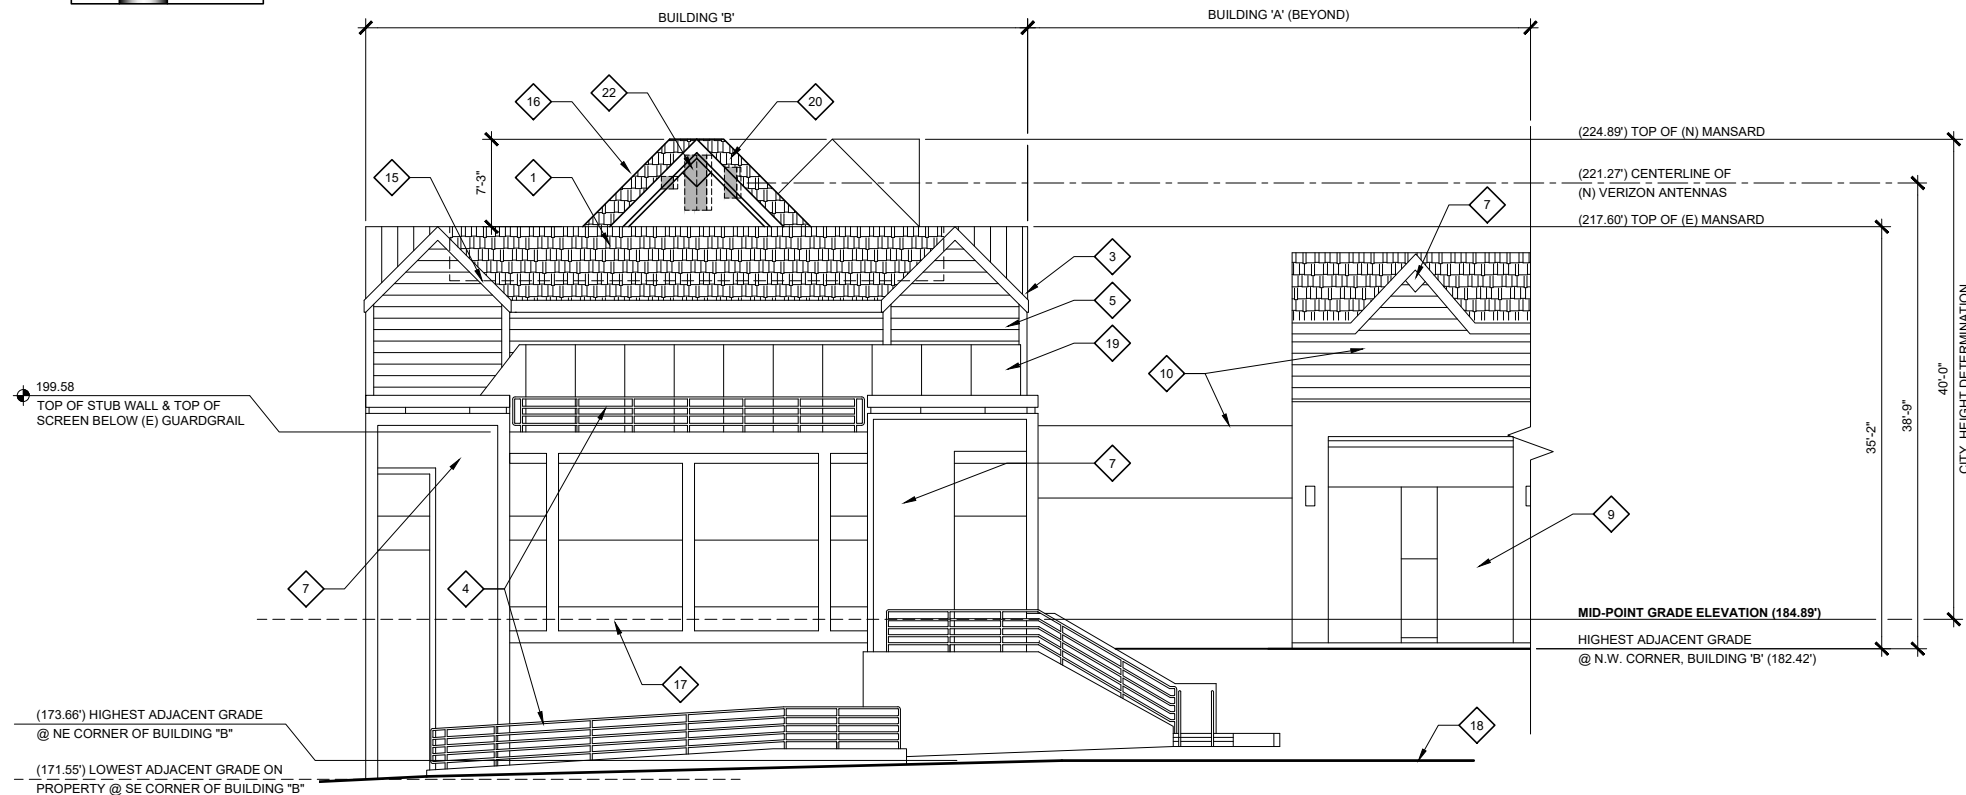 BUILDING 'B'
BUILDING 'A' (BEYOND)
16
22
20
(224.89') TOP OF (N) MANSARD
15
1
7'-3"
(221.27') CENTERLINE OF
(N) VERIZON ANTENNAS
7
(217.60') TOP OF (E) MANSARD
3
5
19
10
199.58
TOP OF STUB WALL & TOP OF
SCREEN BELOW (E) GUARDGRAIL
35'-2"
38'-9"
40'-0"
CITY HEIGHT DETERMINATION
7
9
7
4
MID-POINT GRADE ELEVATION (184.89')
HIGHEST ADJACENT GRADE
@ N.W. CORNER, BUILDING 'B' (182.42')
17
(173.66') HIGHEST ADJACENT GRADE
@ NE CORNER OF BUILDING "B"
18
(171.55') LOWEST ADJACENT GRADE ON
PROPERTY @ SE CORNER OF BUILDING "B"